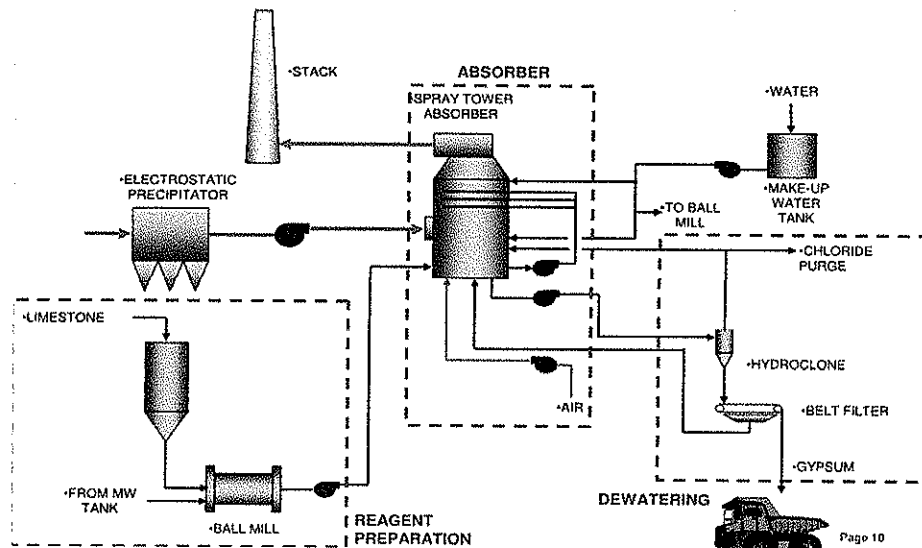 ABSORBER
•STACK
•SPRAY TOWER
ABSORBER
•WATER
•ELECTROSTATIC
PRECIPITATOR
•MAKE-UP
WATER
TANK
•TO BALL
MILL
•CHLORIDE
PURGE
•LIMESTONE
•HYDROCLONE
•AIR
•BELT FILTER
•GYPSUM
•FROM MW
TANK
•BALL MILL
REAGENT
PREPARATION
DEWATERING
Page 10